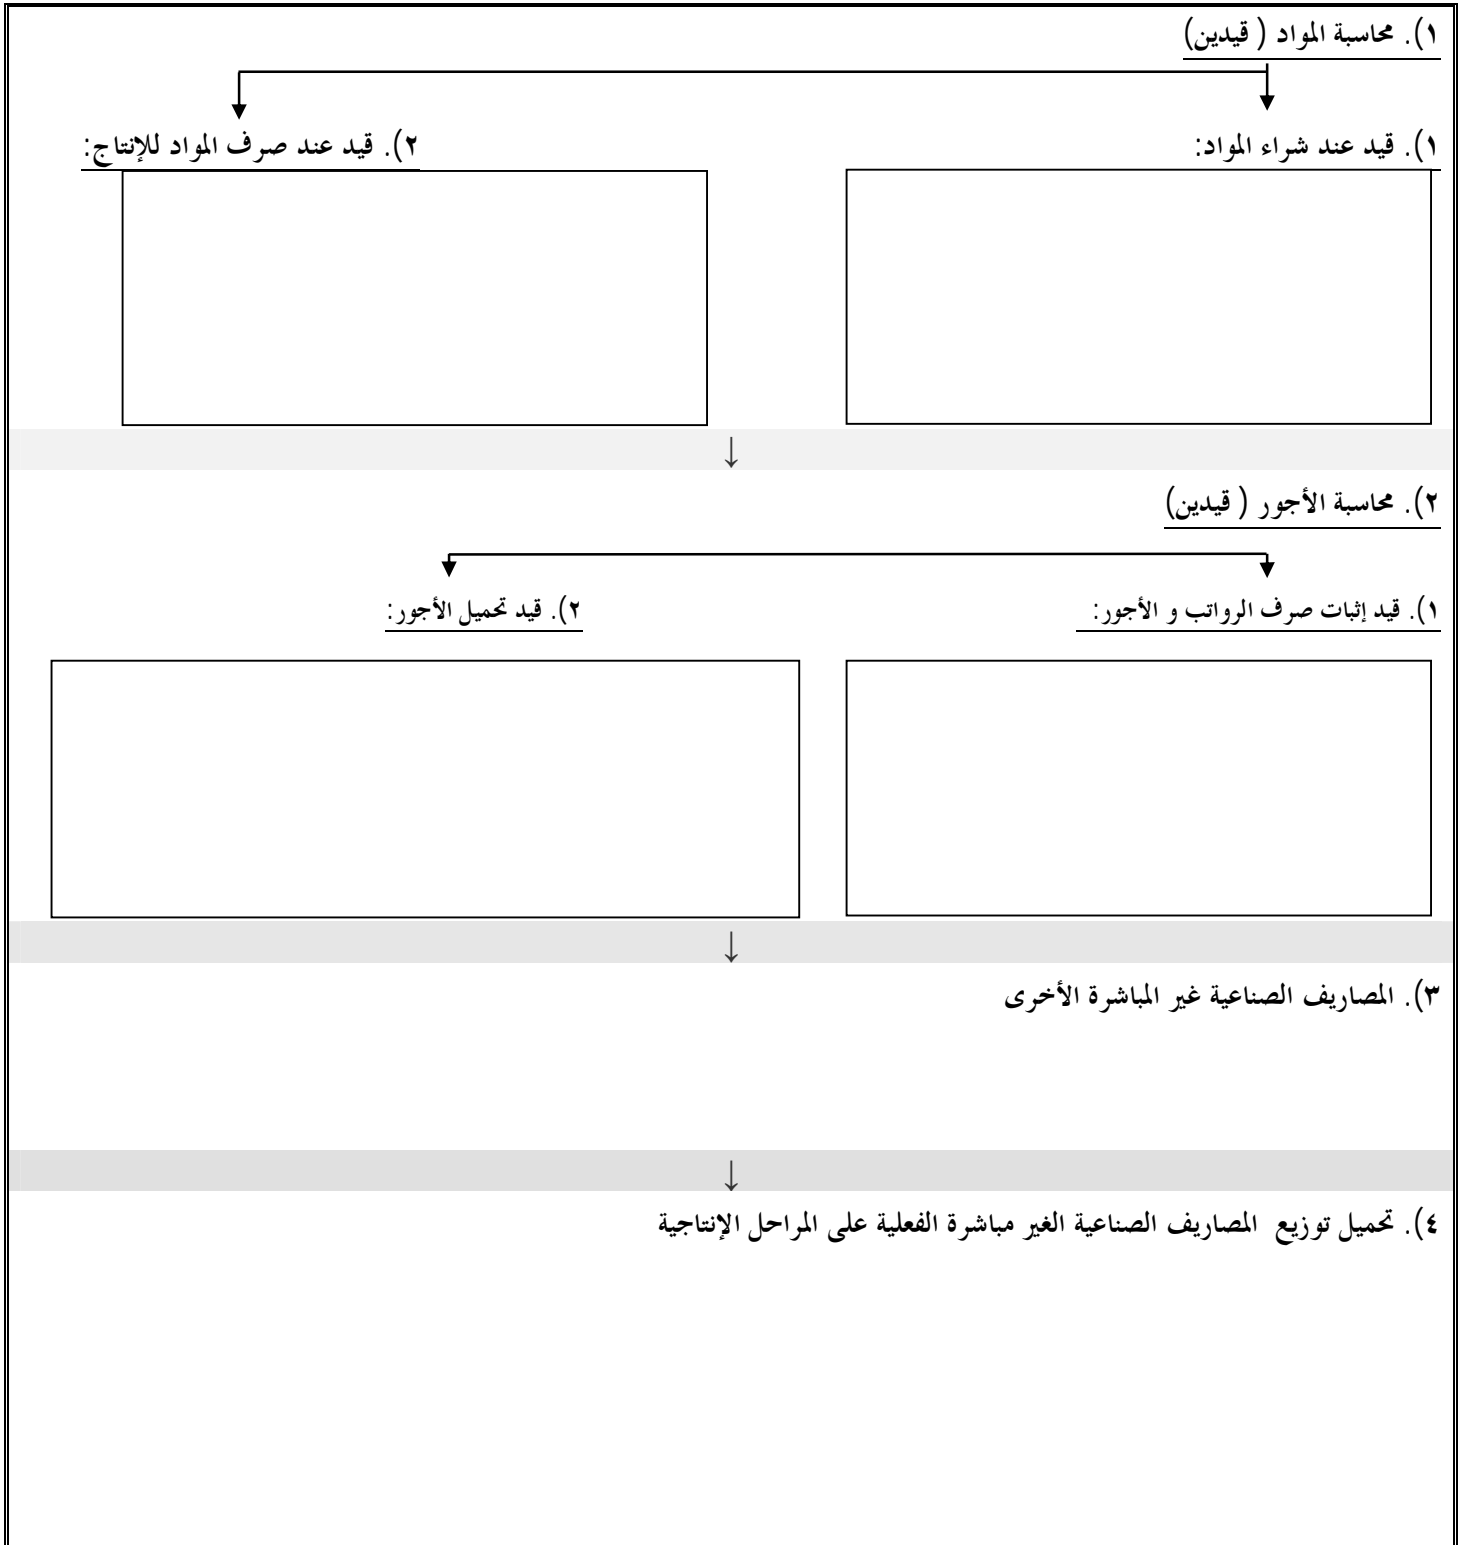 ١). محاسبة المواد ( قيدين)
١). قيد عند شراء المواد:
٢). قيد عند صرف المواد للإنتاج:
↓
٢). محاسبة الأجور ( قيدين)
١). قيد إثبات صرف الرواتب و الأجور:
٢). قيد تحميل الأجور:
↓
٣). المصاريف الصناعية غير المباشرة الأخرى
↓
٤). تحميل توزيع المصاريف الصناعية الغير مباشرة الفعلية على المراحل الإنتاجية